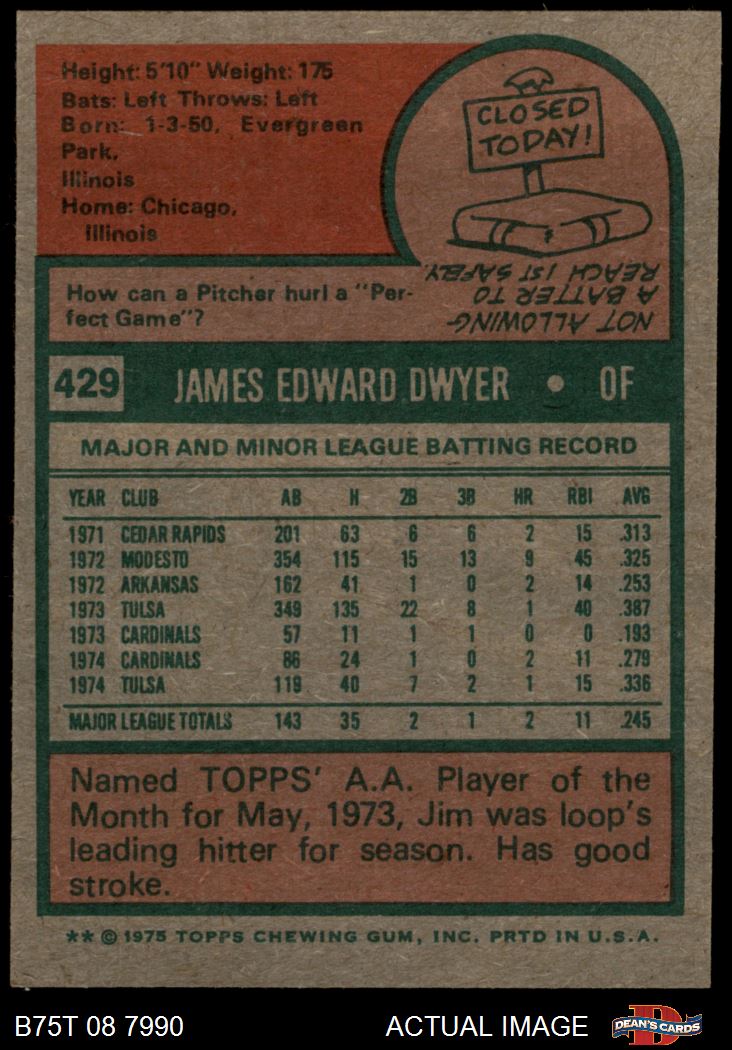 Height: 5'10" Weight: 175
Bats: Left Throws: Left
Born: 1-3-50, Evergreen
Park,
Illinois
Home: Chicago,
Illinois
CLOSED
TODAY!
How can a Pitcher hurl a "Per-
fect Game"?
NOT ALLOWING
A BATTER TO
REACH 1ST SAFELY.
429 JAMES EDWARD DWYER • OF
MAJOR AND MINOR LEAGUE BATTING RECORD
YEAR CLUB AB H 2B 3B HR RBI AVG
1971 CEDAR RAPIDS 201 63 6 6 2 15 .313
1972 MODESTO 354 115 15 13 9 45 .325
1972 ARKANSAS 162 41 1 0 2 14 .253
1973 TULSA 349 135 22 8 1 40 .387
1973 CARDINALS 57 11 1 1 0 0 .193
1974 CARDINALS 86 24 1 0 2 11 .279
1974 TULSA 119 40 7 2 1 15 .336
MAJOR LEAGUE TOTALS 143 35 2 1 2 11 .245
Named TOPPS' A.A. Player of the
Month for May, 1973, Jim was loop's
leading hitter for season. Has good
stroke.
** © 1975 TOPPS CHEWING GUM, INC. PRTD IN U.S.A.
B75T 08 7990 ACTUAL IMAGE
D
DEAN'S CARDS